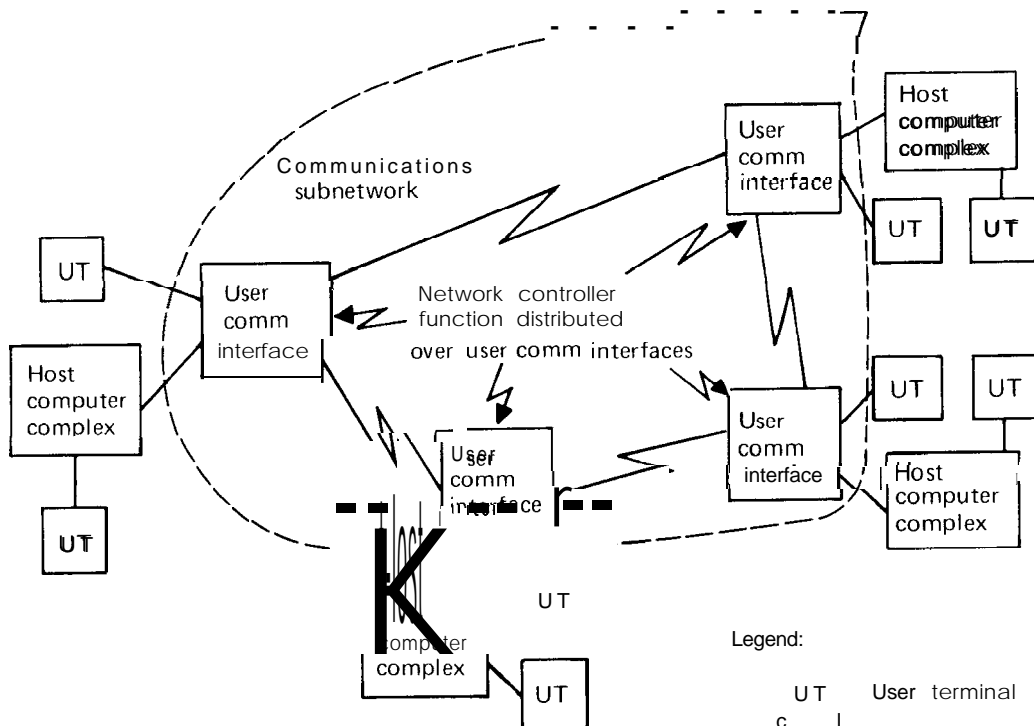 Communications
subnetwork
User
comm
interface
Host
computer
complex
UT
UT
UT
User
comm
interface
Network controller
function distributed
over user comm interfaces
UT
Host
computer
complex
UT
User
comm
interface
UT
UT
Host
computer
complex
User
comm
interface
UT
computer
complex
UT
Legend:
UT User terminal